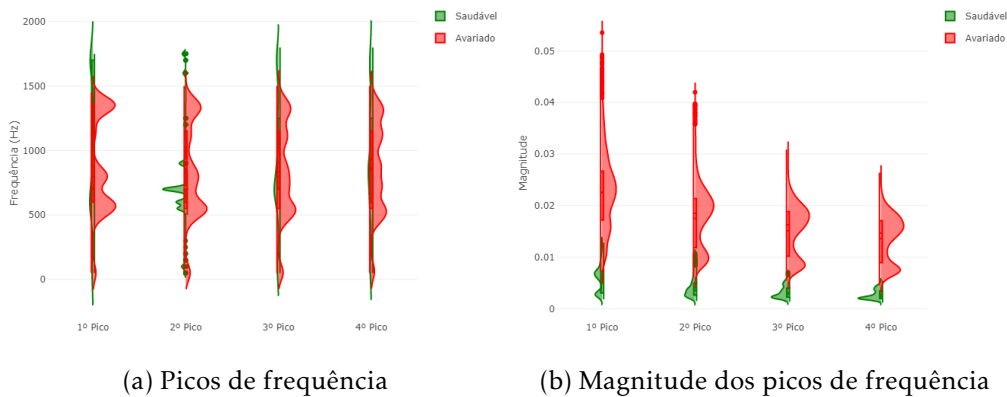 Saudável
Avariado
2000
1500
1000
500
0
Frequência (Hz)
1º Pico
2º Pico
3º Pico
4º Pico
(a) Picos de frequência
Saudável
Avariado
0.05
0.04
0.03
0.02
0.01
0
Magnitude
1º Pico
2º Pico
3º Pico
4º Pico
(b) Magnitude dos picos de frequência